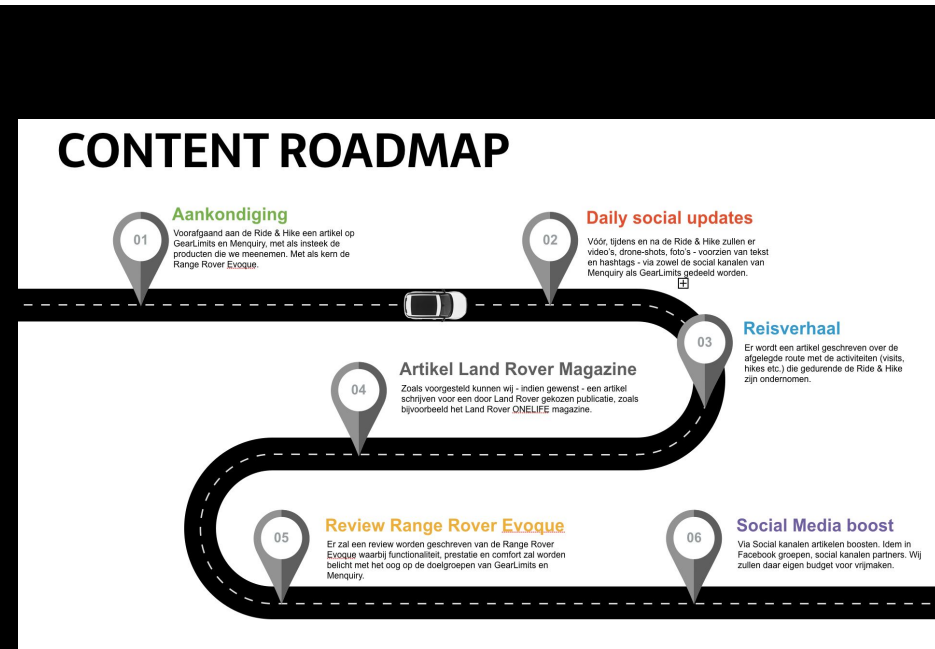 CONTENT ROADMAP
01
Aankondiging
Voorafgaand aan de Ride & Hike een artikel op
GearLimits en Menquiry, met als insteek de
producten die we meenemen. Met als kern de
Range Rover Evoque.
02
Daily social updates
Vóór, tijdens en na de Ride & Hike zullen er
video's, drone-shots, foto's - voorzien van tekst
en hashtags - via zowel de social kanalen van
Menquiry als GearLimits gedeeld worden.
03
Reisverhaal
Er wordt een artikel geschreven over de
afgelegde route met de activiteiten (visits,
hikes etc.) die gedurende de Ride & Hike
zijn ondernomen.
04
Artikel Land Rover Magazine
Zoals voorgesteld kunnen wij - indien gewenst - een artikel
schrijven voor een door Land Rover gekozen publicatie, zoals
bijvoorbeeld het Land Rover ONELIFE magazine.
05
Review Range Rover Evoque
Er zal een review worden geschreven van de Range Rover
Evoque waarbij functionaliteit, prestatie en comfort zal worden
belicht met het oog op de doelgroepen van GearLimits en
Menquiry.
06
Social Media boost
Via Social kanalen artikelen boosten. Idem in
Facebook groepen, social kanalen partners. Wij
zullen daar eigen budget voor vrijmaken.